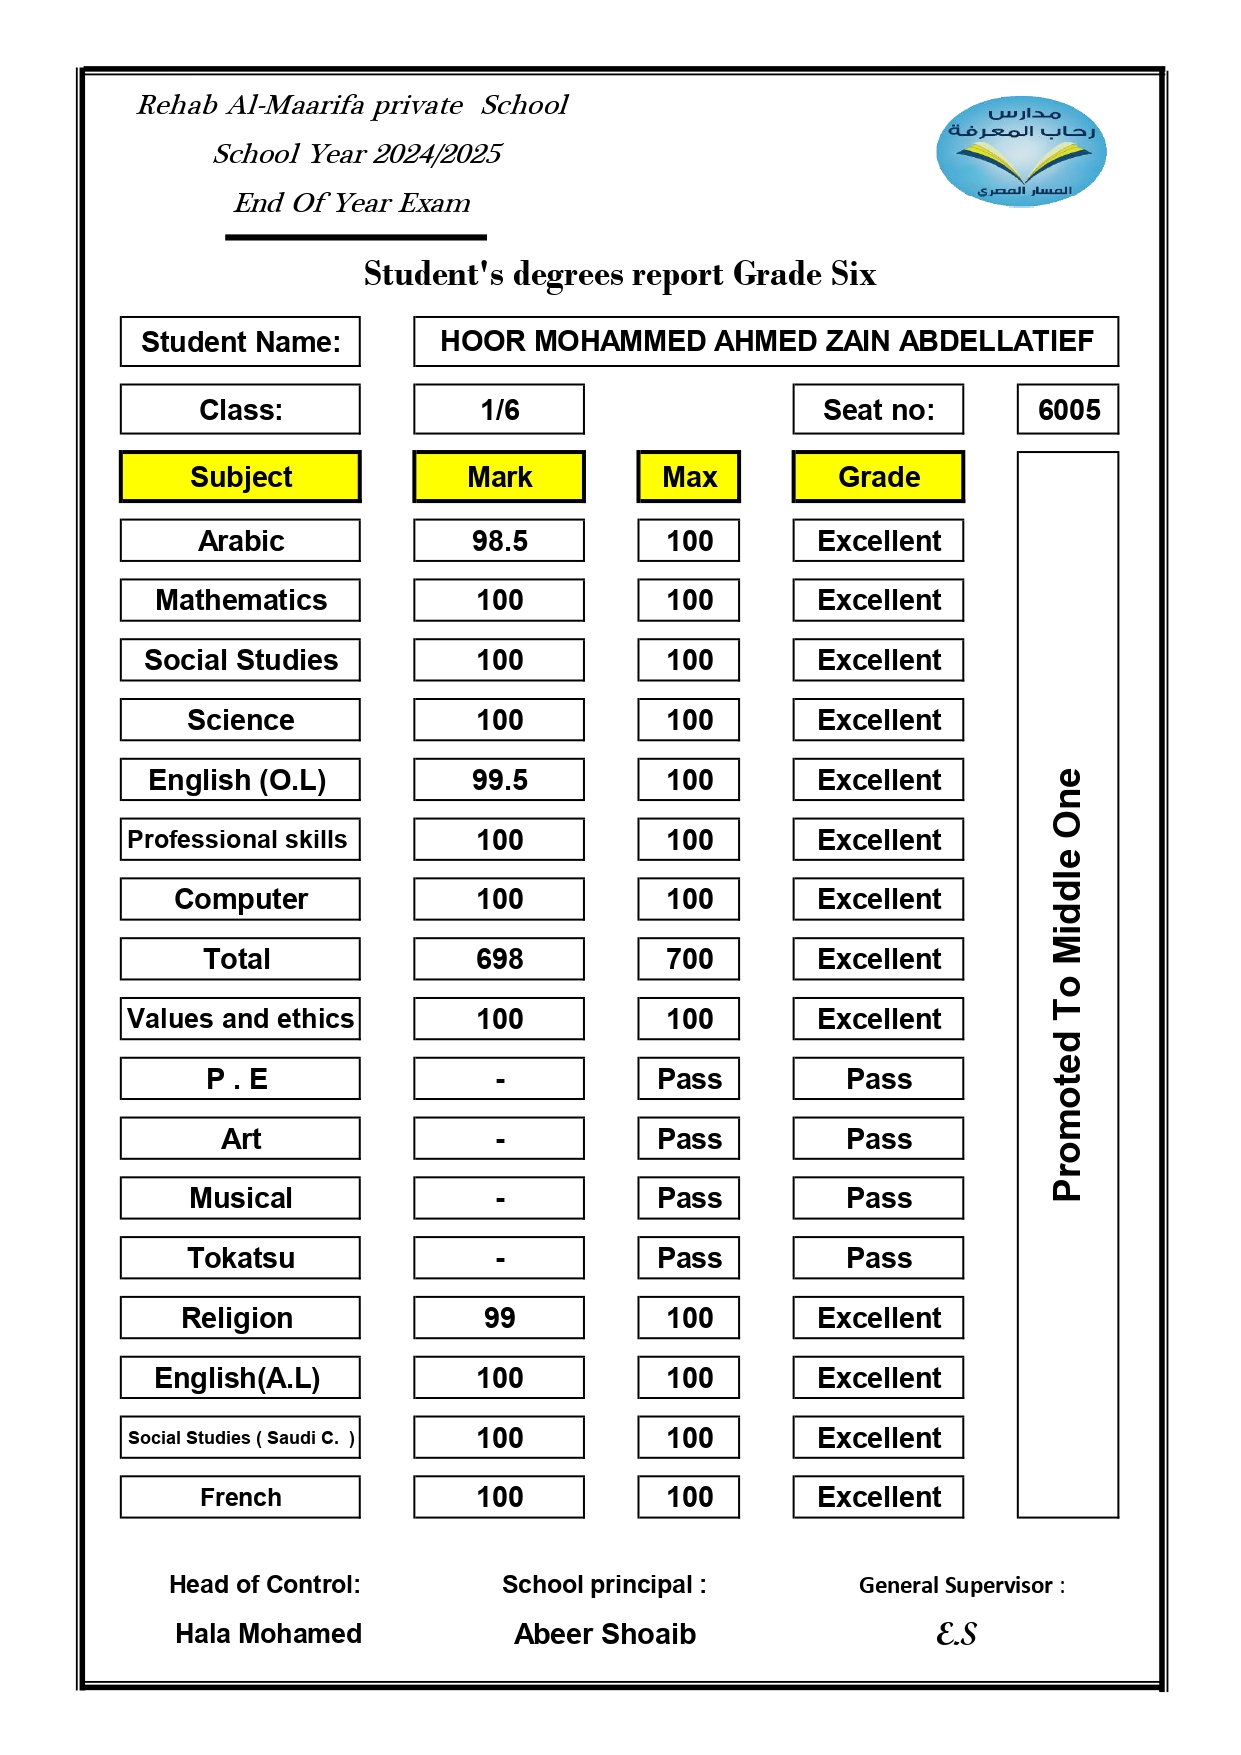 Rehab Al-Maarifa private School
School Year 2024/2025
End Of Year Exam
مدارس
رحاب المعرفة
المسار المصري
Student's degrees report Grade Six
Student Name: HOOR MOHAMMED AHMED ZAIN ABDELLATIEF
Class: 1/6 Seat no: 6005
Subject Mark Max Grade
Arabic 98.5 100 Excellent
Mathematics 100 100 Excellent
Social Studies 100 100 Excellent
Science 100 100 Excellent
English (O.L) 99.5 100 Excellent
Professional skills 100 100 Excellent
Computer 100 100 Excellent
Total 698 700 Excellent
Values and ethics 100 100 Excellent
P . E - Pass Pass
Art - Pass Pass
Musical - Pass Pass
Tokatsu - Pass Pass
Religion 99 100 Excellent
English(A.L) 100 100 Excellent
Social Studies ( Saudi C. ) 100 100 Excellent
French 100 100 Excellent
Promoted To Middle One
Head of Control: School principal : General Supervisor :
Hala Mohamed Abeer Shoaib E.S